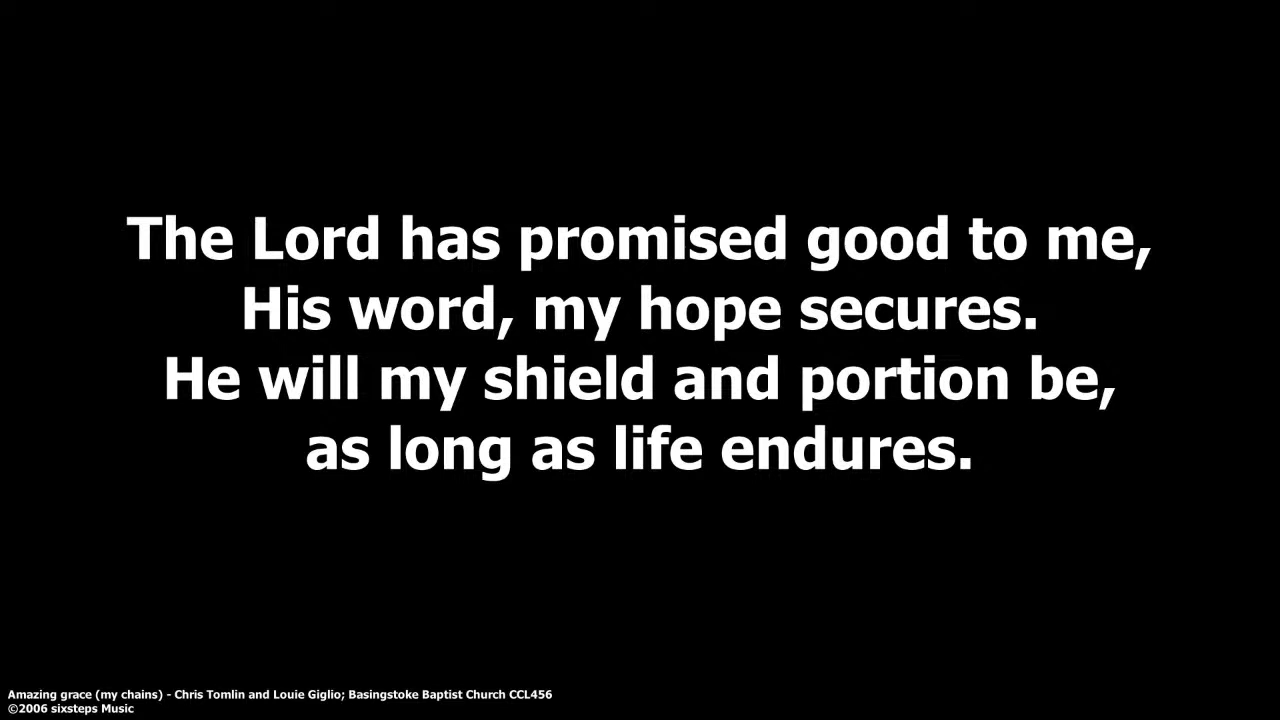 The Lord has promised good to me,
His word, my hope secures.
He will my shield and portion be,
as long as life endures.
Amazing grace (my chains) - Chris Tomlin and Louie Giglio; Basingstoke Baptist Church CCL456
©2006 sixsteps Music